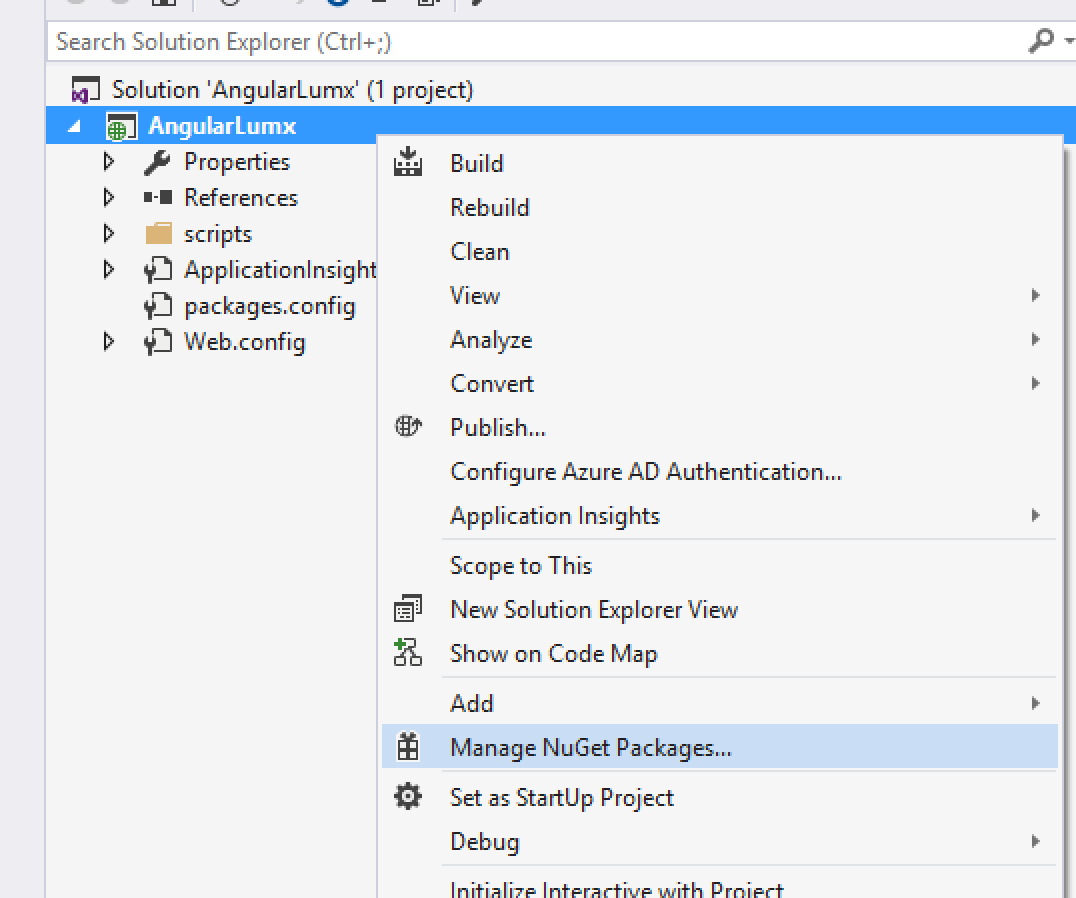 Search Solution Explorer (Ctrl+;)
Solution 'AngularLumx' (1 project)
AngularLumx
Properties
References
scripts
ApplicationInsight
packages.config
Web.config
Build
Rebuild
Clean
View
Analyze
Convert
Publish...
Configure Azure AD Authentication...
Application Insights
Scope to This
New Solution Explorer View
Show on Code Map
Add
Manage NuGet Packages...
Set as StartUp Project
Debug
Initialize Interactive with Project